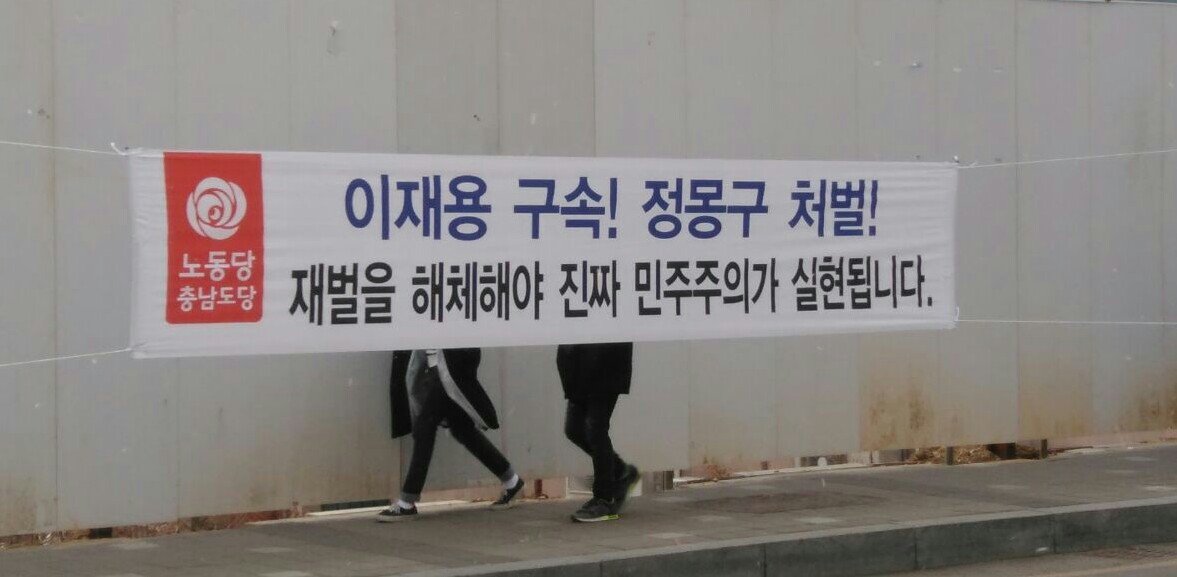 이재용 구속! 정몽구 처벌!
재벌을 해체해야 진짜 민주주의가 실현됩니다.
노동당
충남도당